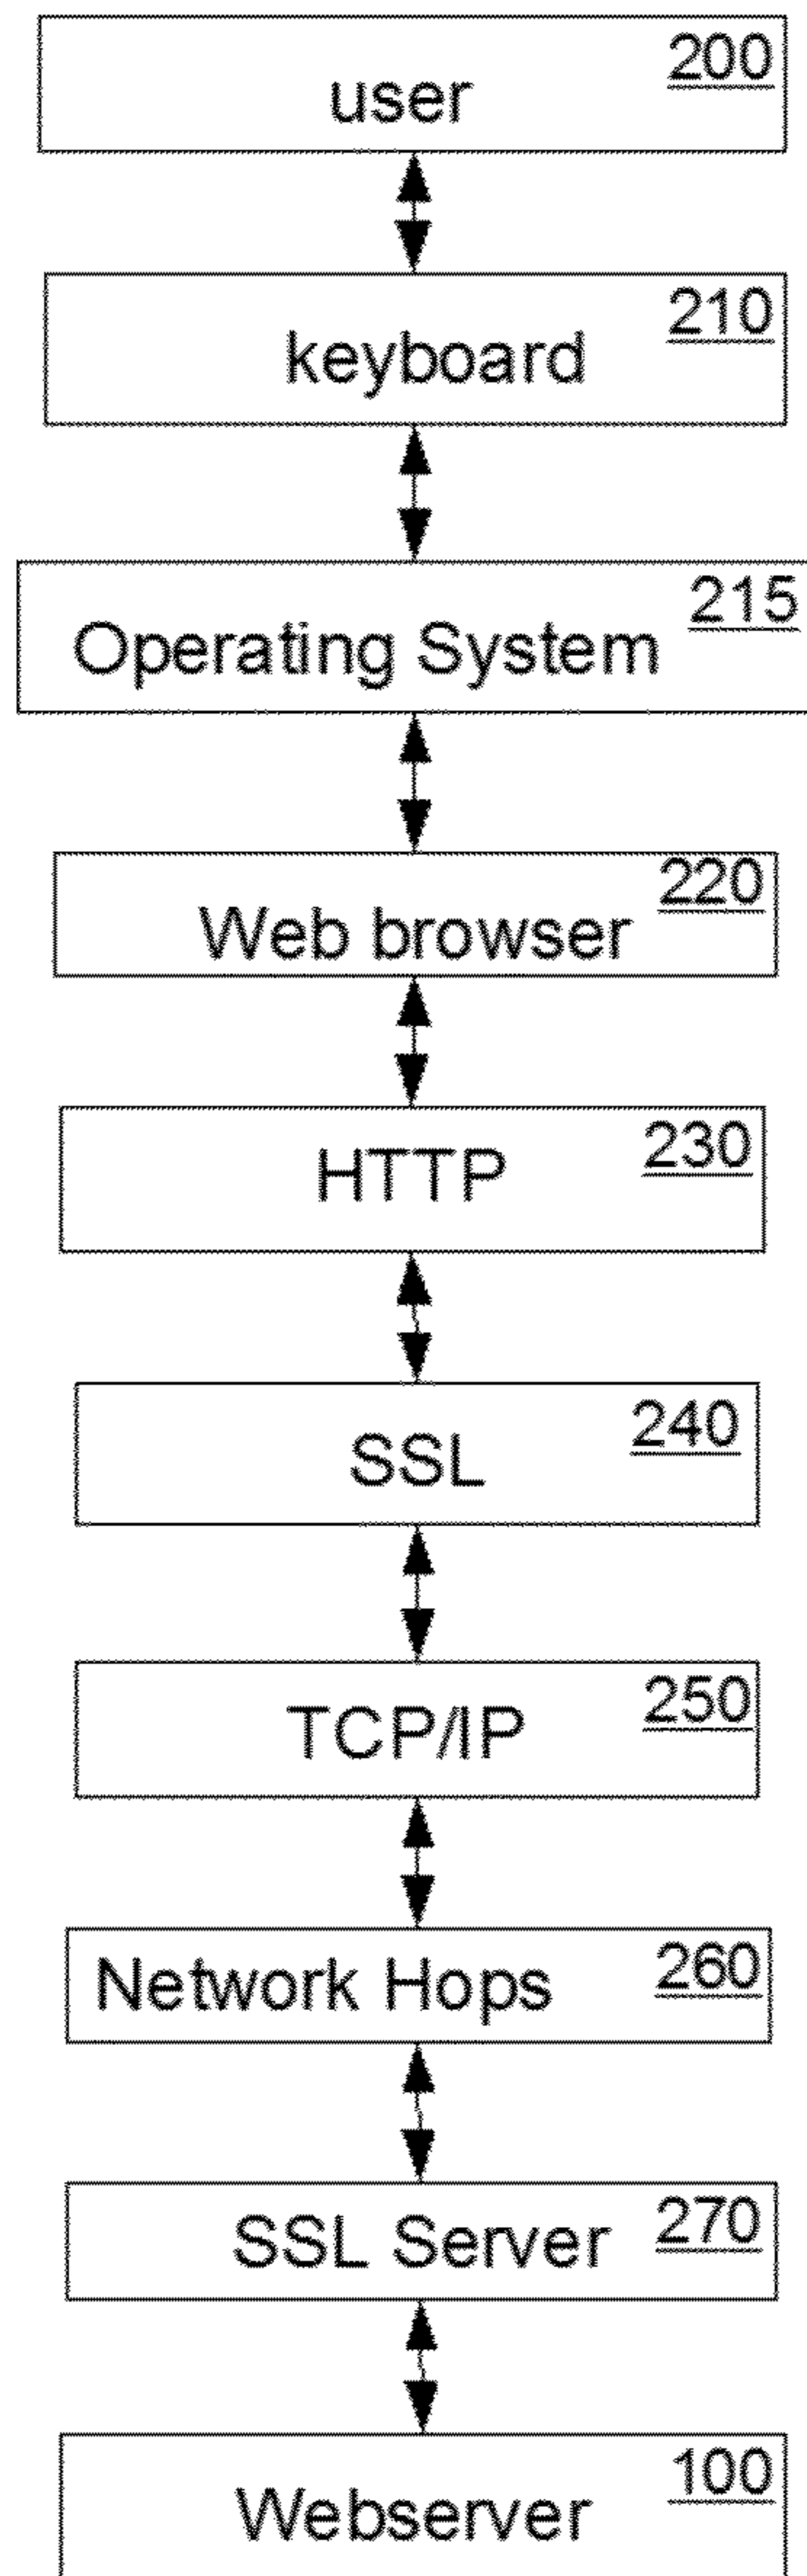 200
user
210
keyboard
215
Operating System
220
Web browser
230
HTTP
240
SSL
250
TCP/IP
260
Network Hops
270
SSL Server
100
Webserver